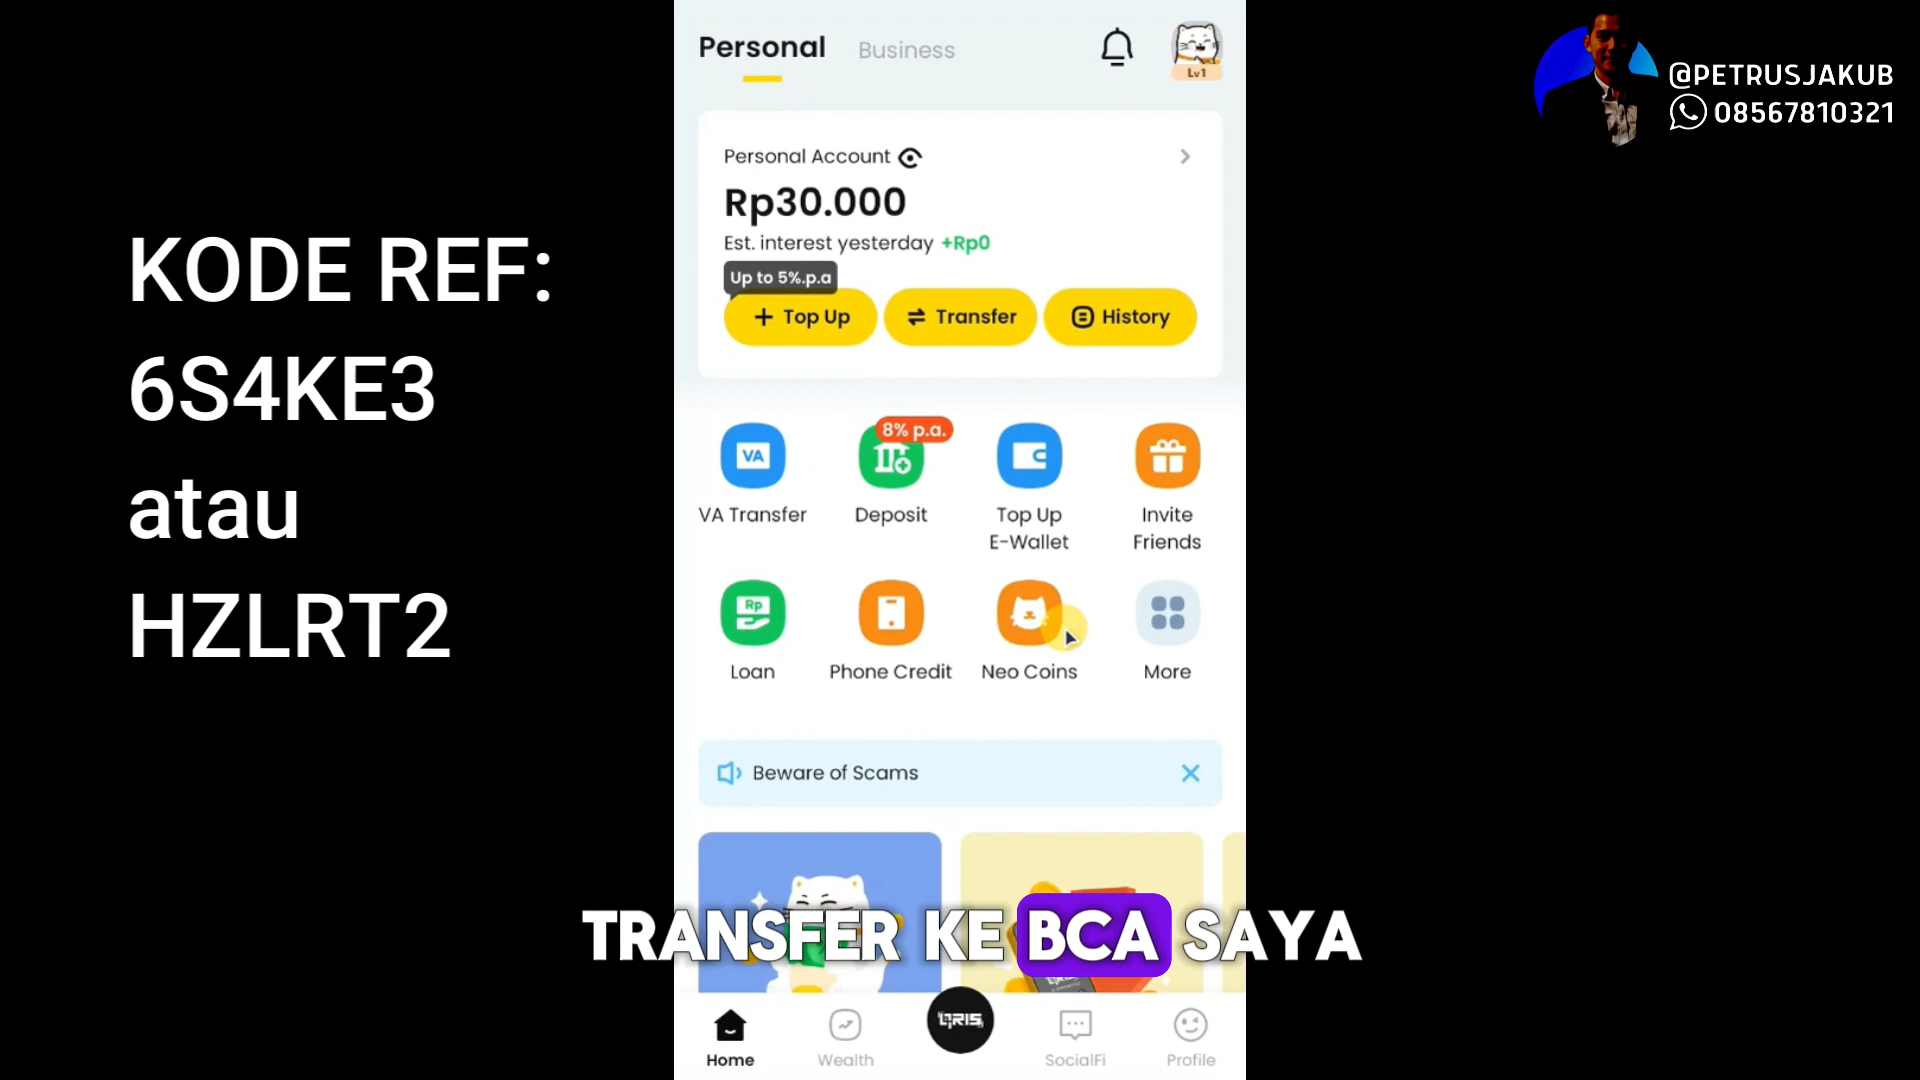 KODE REF:
6S4KE3
atau
HZLRT2
Personal Business
Lv1
Personal Account
Rp30.000
Est. interest yesterday +Rp0
Up to 5%.p.a
Top Up Transfer History
VA
8% p.a.
VA Transfer Deposit Top Up E-Wallet Invite Friends
Rp
Loan Phone Credit Neo Coins More
Beware of Scams
TRANSFER KE BCA SAYA
QRIS
Home Wealth SocialFi Profile
@PETRUSJAKUB
08567810321